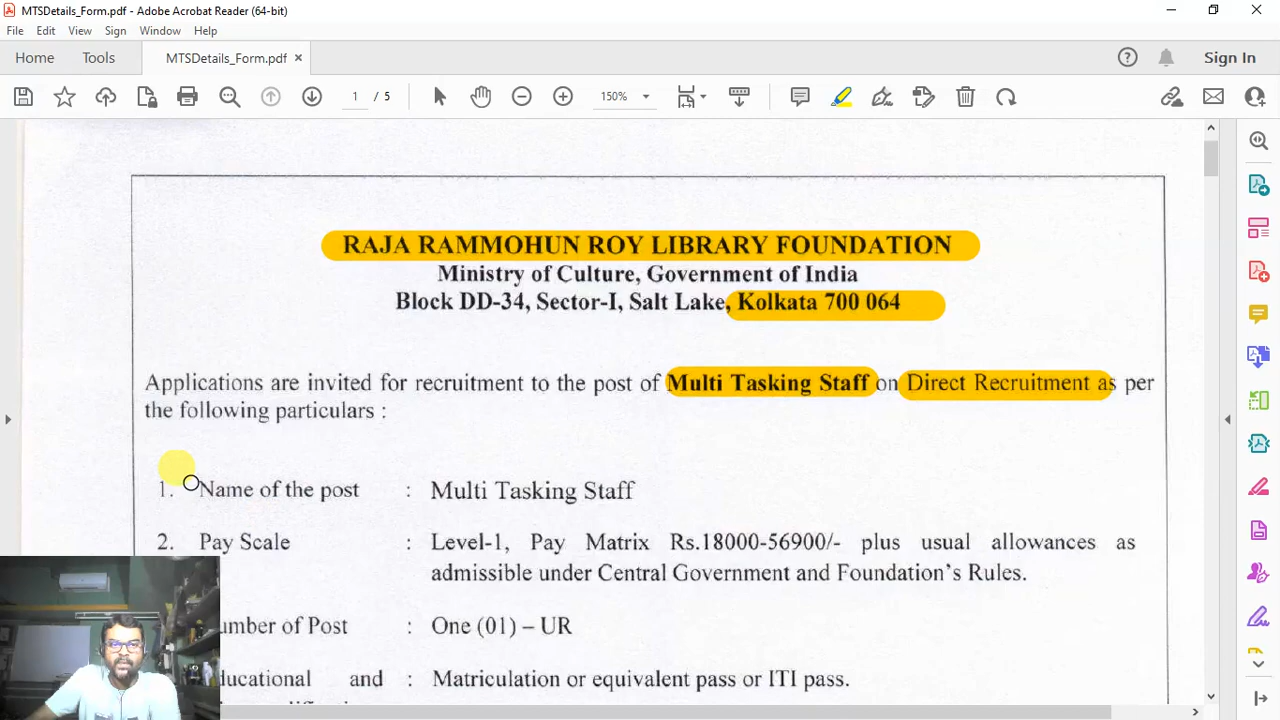 MTSDetails_Form.pdf - Adobe Acrobat Reader (64-bit)
File Edit View Sign Window Help
Home Tools MTSDetails_Form.pdf × Sign In
1 / 5 150%
RAJA RAMMOHUN ROY LIBRARY FOUNDATION
Ministry of Culture, Government of India
Block DD-34, Sector-I, Salt Lake, Kolkata 700 064
Applications are invited for recruitment to the post of Multi Tasking Staff on Direct Recruitment as per
the following particulars :
1. Name of the post : Multi Tasking Staff
2. Pay Scale : Level-1, Pay Matrix Rs.18000-56900/- plus usual allowances as
admissible under Central Government and Foundation's Rules.
umber of Post : One (01) – UR
ducational and : Matriculation or equivalent pass or ITI pass.